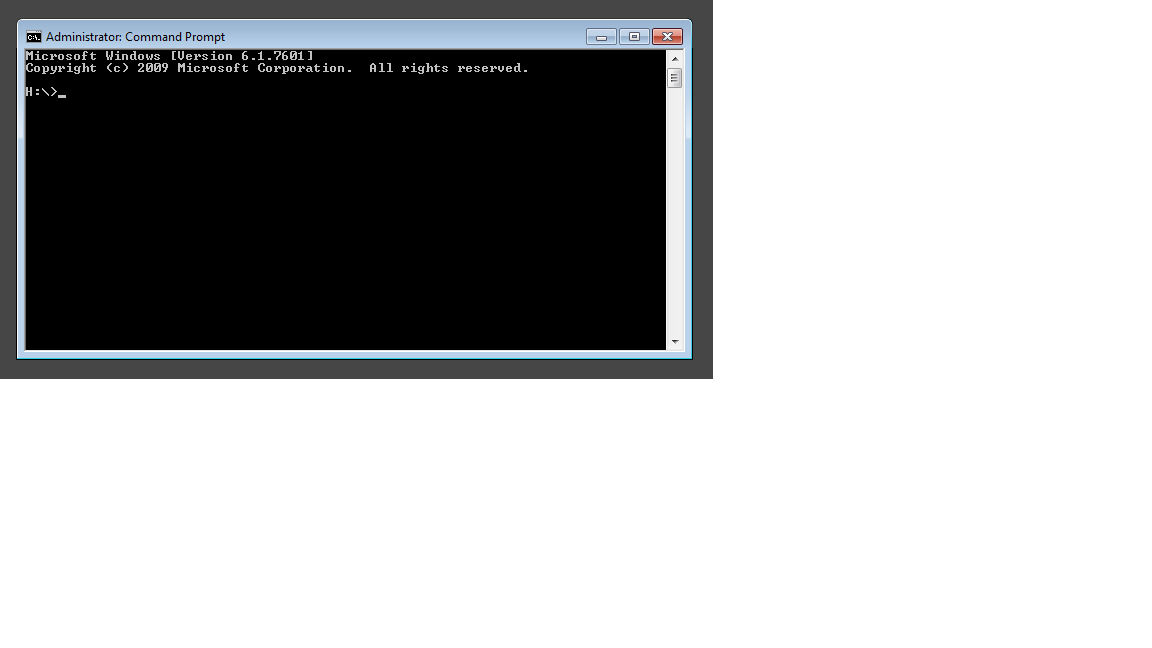 Administrator: Command Prompt
Microsoft Windows [Version 6.1.7601]
Copyright (c) 2009 Microsoft Corporation.  All rights reserved.
H:\>_